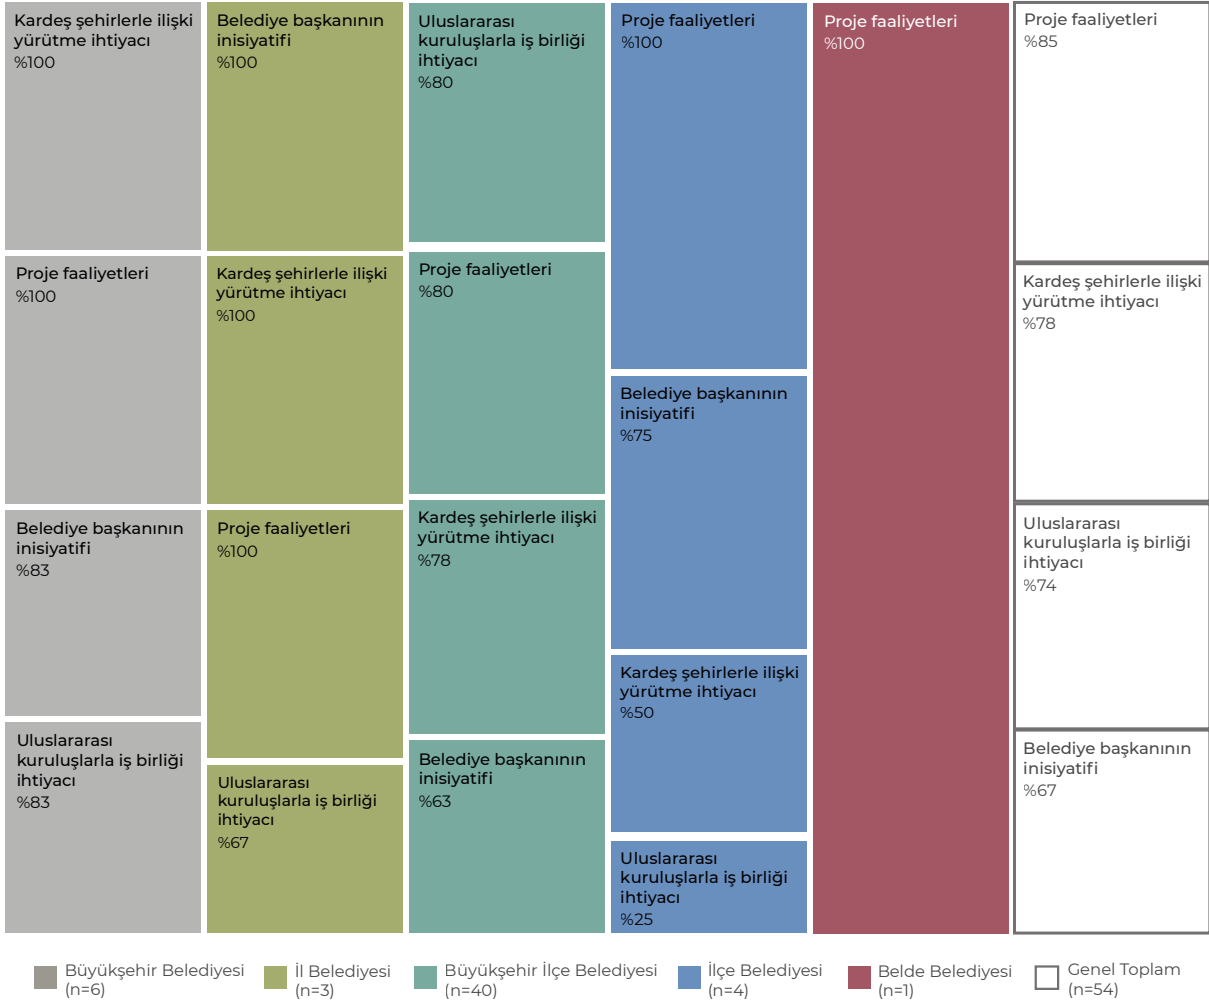 Kardeş şehirlerle ilişki
yürütme ihtiyacı
%100
Proje faaliyetleri
%100
Belediye başkanının
inisiyatifi
%83
Uluslararası
kuruluşlarla iş birliği
ihtiyacı
%83
Belediye başkanının
inisiyatifi
%100
Kardeş şehirlerle ilişki
yürütme ihtiyacı
%100
Proje faaliyetleri
%100
Uluslararası
kuruluşlarla iş birliği
ihtiyacı
%67
Uluslararası
kuruluşlarla iş birliği
ihtiyacı
%80
Proje faaliyetleri
%80
Kardeş şehirlerle ilişki
yürütme ihtiyacı
%78
Belediye başkanının
inisiyatifi
%63
Proje faaliyetleri
%100
Belediye başkanının
inisiyatifi
%75
Kardeş şehirlerle ilişki
yürütme ihtiyacı
%50
Uluslararası
kuruluşlarla iş birliği
ihtiyacı
%25
Proje faaliyetleri
%100
Proje faaliyetleri
%85
Kardeş şehirlerle ilişki
yürütme ihtiyacı
%78
Uluslararası
kuruluşlarla iş birliği
ihtiyacı
%74
Belediye başkanının
inisiyatifi
%67
Büyükşehir Belediyesi
(n=6)
İl Belediyesi
(n=3)
Büyükşehir İlçe Belediyesi
(n=40)
İlçe Belediyesi
(n=4)
Belde Belediyesi
(n=1)
Genel Toplam
(n=54)